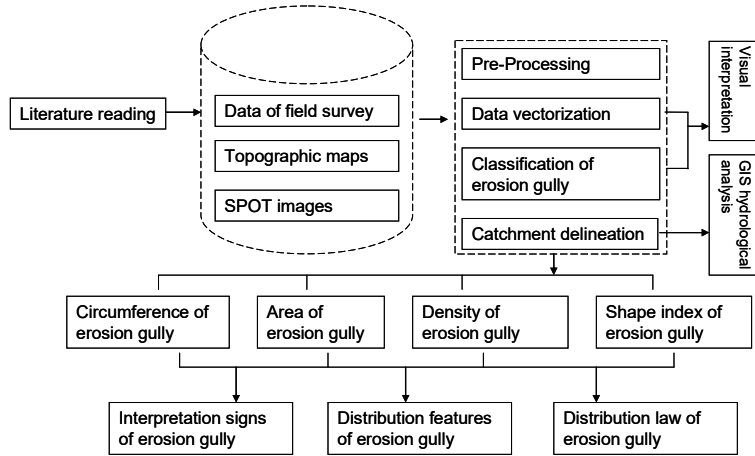 Literature reading
Data of field survey
Topographic maps
SPOT images
Pre-Processing
Data vectorization
Classification of
erosion gully
Catchment delineation
Visual
interpretation
GIS hydrological
analysis
Circumference of
erosion gully
Area of
erosion gully
Density of
erosion gully
Shape index of
erosion gully
Interpretation signs
of erosion gully
Distribution features
of erosion gully
Distribution law of
erosion gully